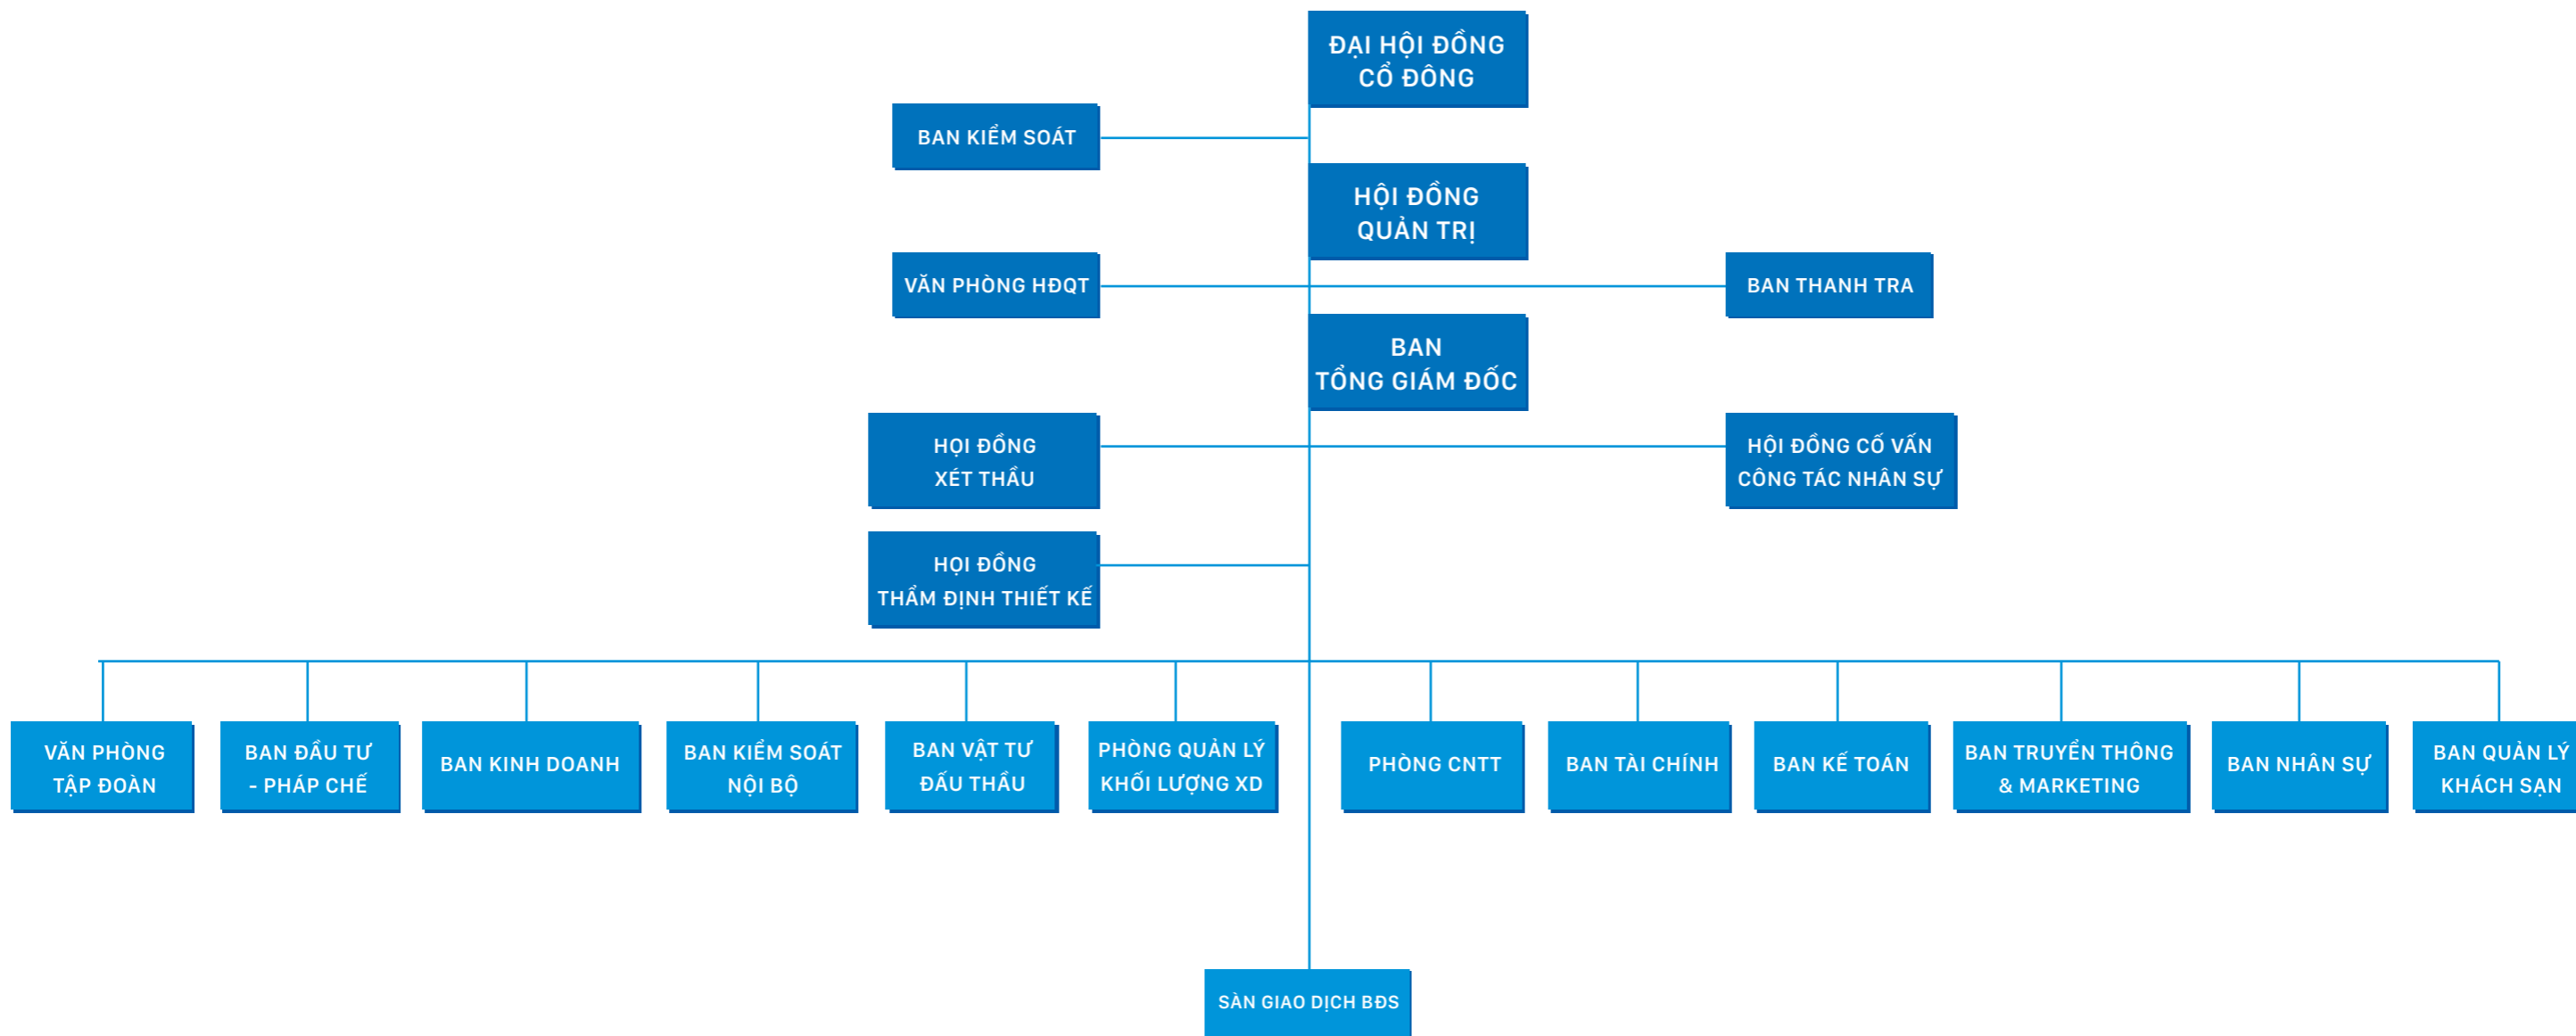 ĐẠI HỘI ĐỒNG
CỔ ĐÔNG
BAN KIỂM SOÁT
HỘI ĐỒNG
QUẢN TRỊ
VĂN PHÒNG HĐQT
BAN THANH TRA
BAN
TỔNG GIÁM ĐỐC
HỌI ĐỒNG
XÉT THẦU
HỘI ĐỒNG CỐ VẤN
CÔNG TÁC NHÂN SỰ
HỌI ĐỒNG
THẨM ĐỊNH THIẾT KẾ
VĂN PHÒNG
TẬP ĐOÀN
BAN ĐẦU TƯ
- PHÁP CHẾ
BAN KINH DOANH
BAN KIỂM SOÁT
NỘI BỘ
BAN VẬT TƯ
ĐẤU THẦU
PHÒNG QUẢN LÝ
KHỐI LƯỢNG XD
PHÒNG CNTT
BAN TÀI CHÍNH
BAN KẾ TOÁN
BAN TRUYỀN THÔNG
& MARKETING
BAN NHÂN SỰ
BAN QUẢN LÝ
KHÁCH SẠN
SÀN GIAO DỊCH BĐS